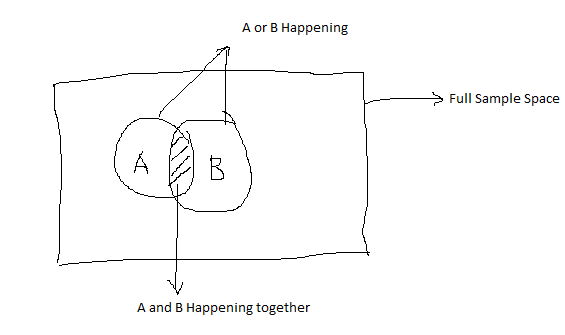 A or B Happening
Full Sample Space
A
B
A and B Happening together